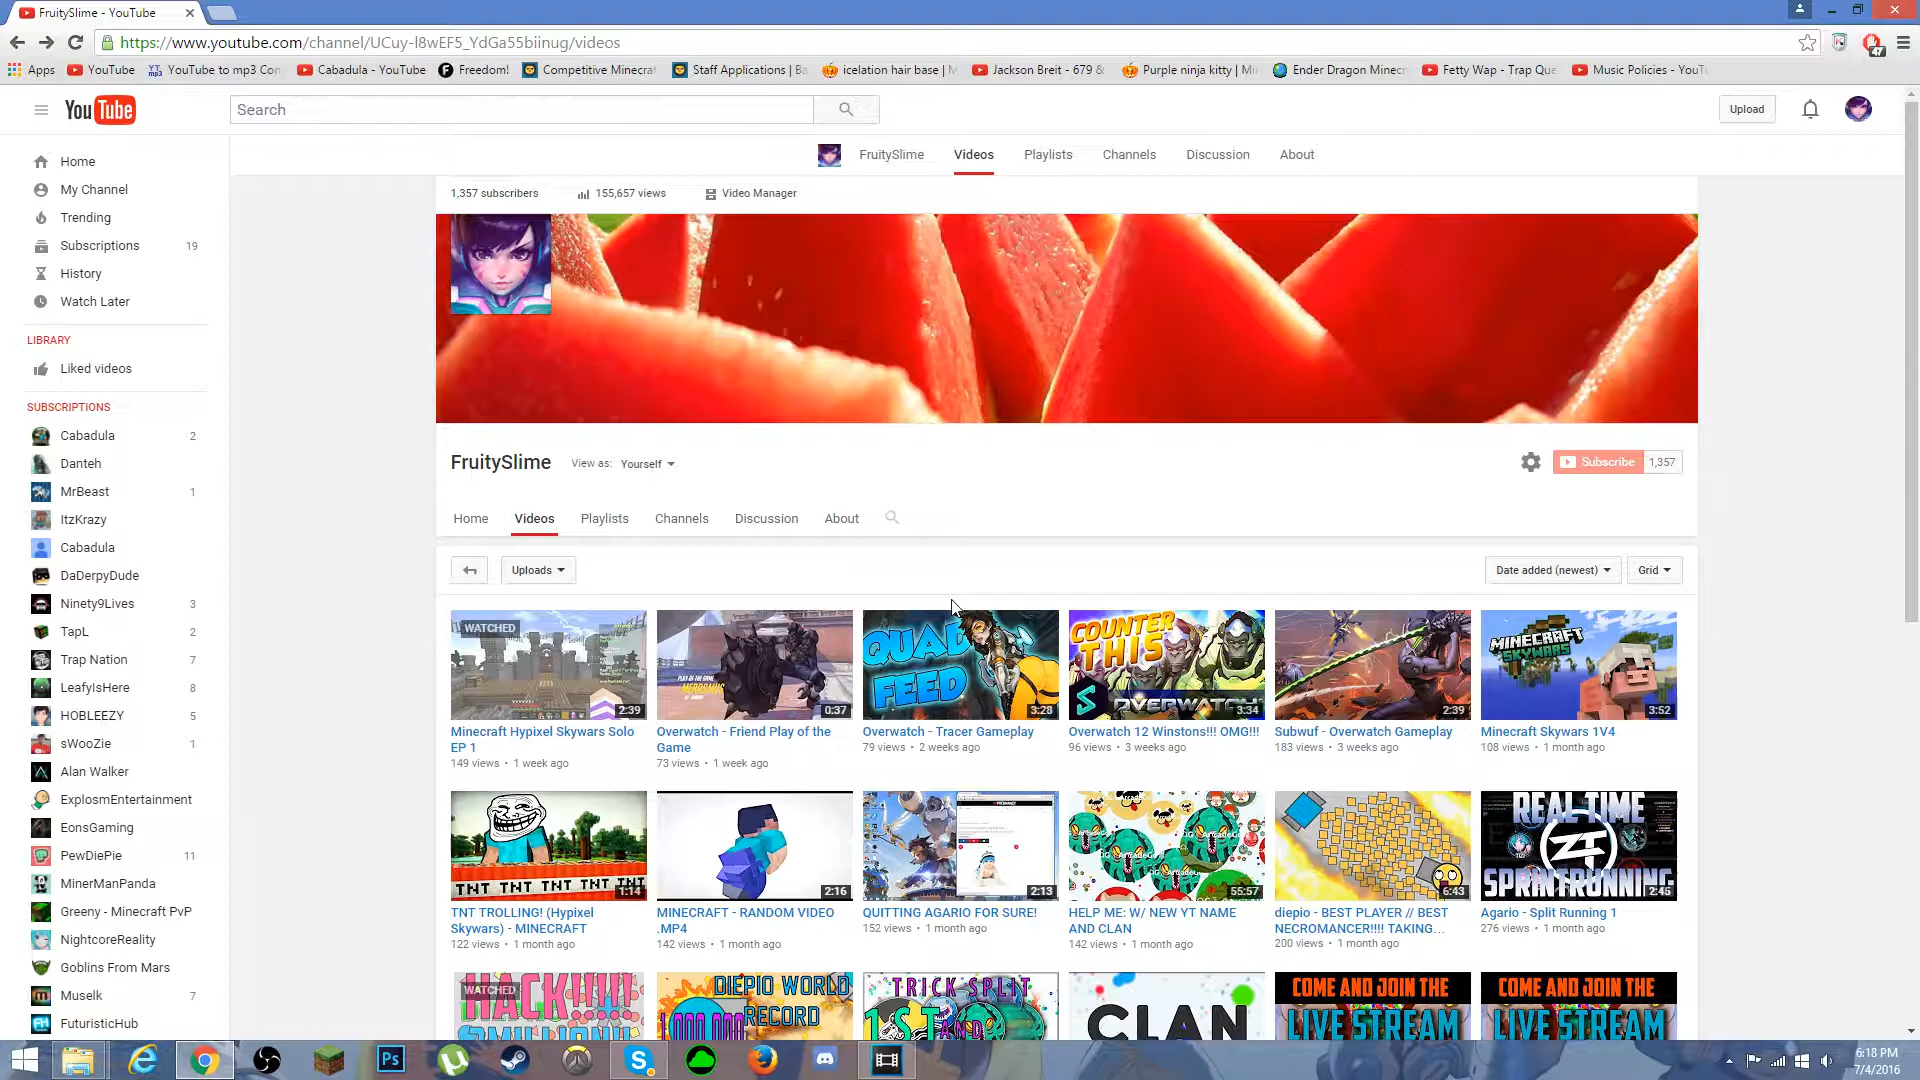 FruitySlime - YouTube
https://www.youtube.com/channel/UCuy-l8wEF5_YdGa55biinug/videos
47
Apps YouTube YouTube to mp3 Con Cabadula - YouTube Freedom! Competitive Minecraf Staff Applications | Ba icelation hair base | M Jackson Breit - 679 & Purple ninja kitty | Mi Ender Dragon Minecr Fetty Wap - Trap Que Music Policies - YouT
YouTube Search Upload
FruitySlime Videos Playlists Channels Discussion About
1,357 subscribers 155,657 views Video Manager
Home
My Channel
Trending
Subscriptions 19
History
Watch Later
LIBRARY
Liked videos
SUBSCRIPTIONS
Cabadula 2
Danteh
MrBeast 1
ItzKrazy
Cabadula
DaDerpyDude
Ninety9Lives 3
TapL 2
Trap Nation 7
LeafyIsHere 8
HOBLEEZY 5
sWooZie 1
Alan Walker
ExplosmEntertainment
EonsGaming
PewDiePie 11
MinerManPanda
Greeny - Minecraft PvP
NightcoreReality
Goblins From Mars
Muselk 7
FuturisticHub
FruitySlime View as: Yourself Subscribe 1,357
Home Videos Playlists Channels Discussion About
Uploads Date added (newest) Grid
WATCHED
2:39
Minecraft Hypixel Skywars Solo
EP 1
149 views • 1 week ago
PLAY OF THE GAME
0:37
Overwatch - Friend Play of the
Game
73 views • 1 week ago
QUAD
FEED
3:28
Overwatch - Tracer Gameplay
79 views • 2 weeks ago
COUNTER
THIS
OVERWATCH
3:34
Overwatch 12 Winstons!!! OMG!!!
96 views • 3 weeks ago
2:39
Subwuf - Overwatch Gameplay
183 views • 3 weeks ago
MINECRAFT
SKYWARS
3:52
Minecraft Skywars 1V4
108 views • 1 month ago
TNT TNT TNT TNT TNT
1:14
TNT TROLLING! (Hypixel
Skywars) - MINECRAFT
122 views • 1 month ago
2:16
MINECRAFT - RANDOM VIDEO
.MP4
142 views • 1 month ago
2:13
QUITTING AGARIO FOR SURE!
152 views • 1 month ago
55:57
HELP ME: W/ NEW YT NAME
AND CLAN
142 views • 1 month ago
6:43
diepio - BEST PLAYER // BEST
NECROMANCER!!!! TAKING...
200 views • 1 month ago
REAL TIME
ZT
SPRINTRUNNING
2:45
Agario - Split Running 1
276 views • 1 month ago
WATCHED
HACK!!!!!
2MILLION!
DIEPIO WORLD
RECORD
1,000,000
TRICK SPLIT
1ST AND
CLAN
COME AND JOIN THE
LIVE STREAM
COME AND JOIN THE
LIVE STREAM
Ps
6:18 PM
7/4/2016